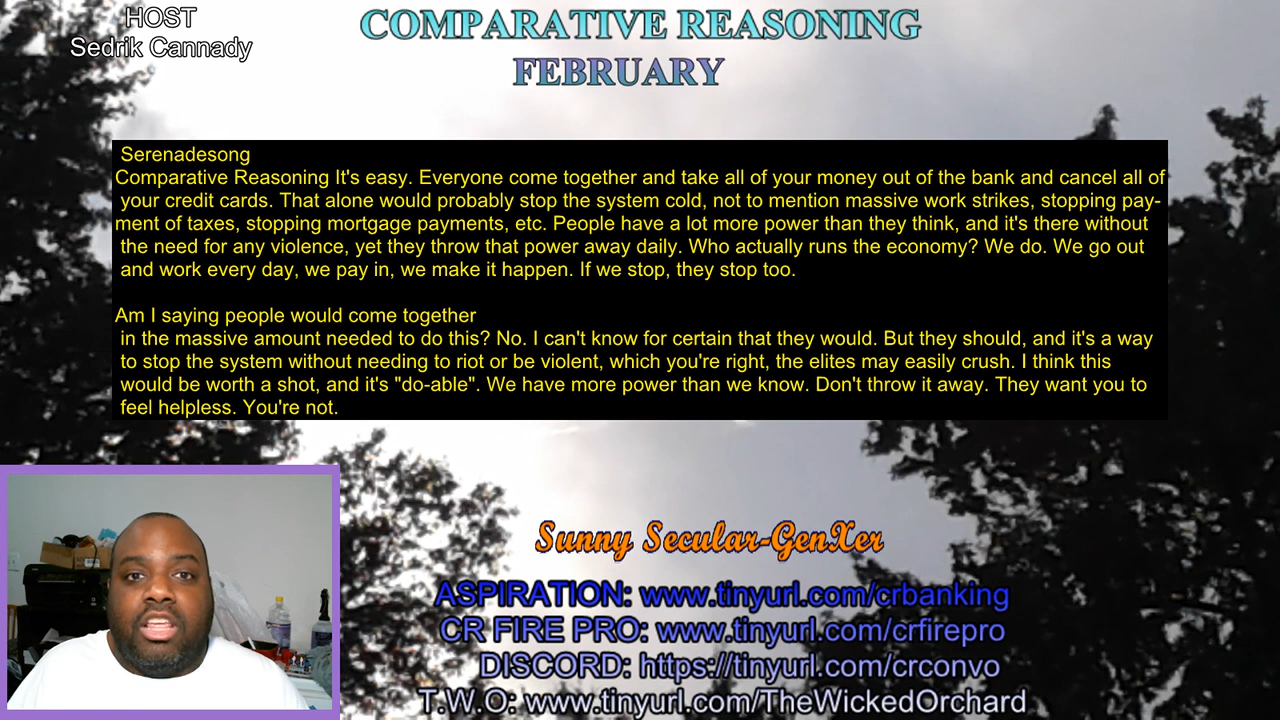 HOST
Sedrik Cannady
COMPARATIVE REASONING
FEBRUARY
Serenadesong
Comparative Reasoning It's easy. Everyone come together and take all of your money out of the bank and cancel all of
your credit cards. That alone would probably stop the system cold, not to mention massive work strikes, stopping pay-
ment of taxes, stopping mortgage payments, etc. People have a lot more power than they think, and it's there without
the need for any violence, yet they throw that power away daily. Who actually runs the economy? We do. We go out
and work every day, we pay in, we make it happen. If we stop, they stop too.
Am I saying people would come together
in the massive amount needed to do this? No. I can't know for certain that they would. But they should, and it's a way
to stop the system without needing to riot or be violent, which you're right, the elites may easily crush. I think this
would be worth a shot, and it's "do-able". We have more power than we know. Don't throw it away. They want you to
feel helpless. You're not.
Sunny Secular-GenXer
ASPIRATION: www.tinyurl.com/crbanking
CR FIRE PRO: www.tinyurl.com/crfirepro
DISCORD: https://tinyurl.com/crconvo
T.W.O: www.tinyurl.com/TheWickedOrchard